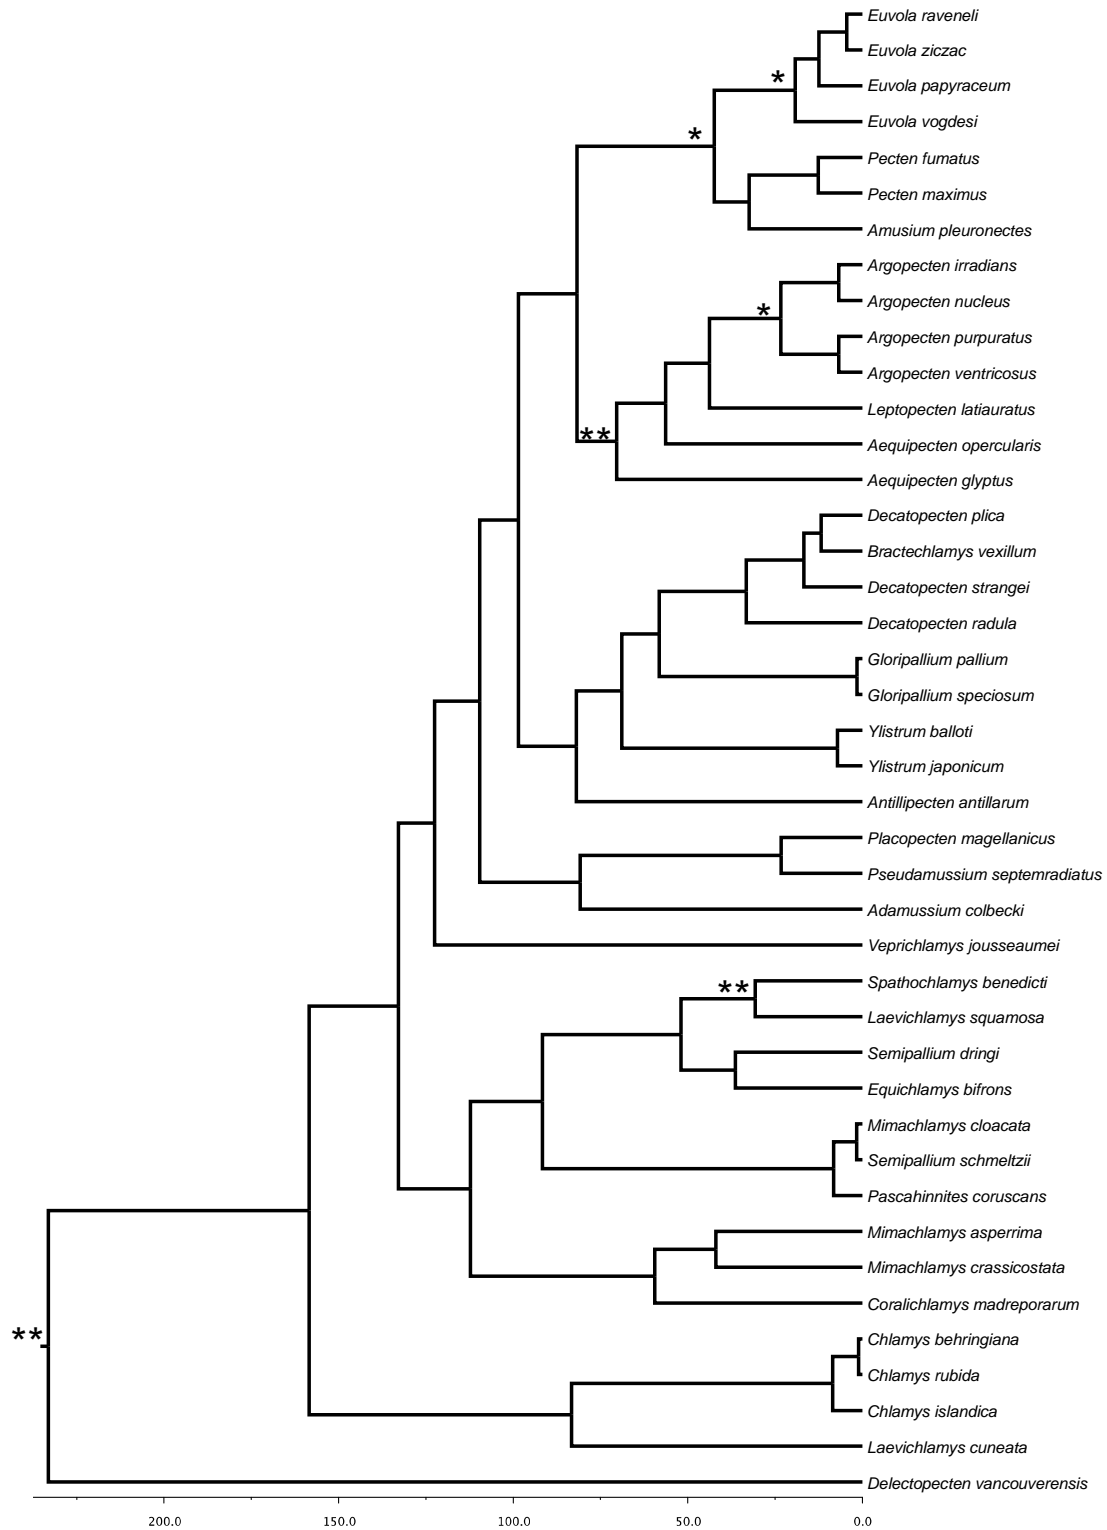 Euvola raveneli
Euvola ziczac
*
Euvola papyraceum
Euvola vogdesi
*
Pecten fumatus
Pecten maximus
Amusium pleuronectes
Argopecten irradians
Argopecten nucleus
*
Argopecten purpuratus
Argopecten ventricosus
Leptopecten latiauratus
**
Aequipecten opercularis
Aequipecten glyptus
Decatopecten plica
Bractechlamys vexillum
Decatopecten strangei
Decatopecten radula
Gloripallium pallium
Gloripallium speciosum
Ylistrum balloti
Ylistrum japonicum
Antillipecten antillarum
Placopecten magellanicus
Pseudamussium septemradiatus
Adamussium colbecki
Veprichlamys jousseaumei
Spathochlamys benedicti
**
Laevichlamys squamosa
Semipallium dringi
Equichlamys bifrons
Mimachlamys cloacata
Semipallium schmeltzii
Pascahinnites coruscans
Mimachlamys asperrima
Mimachlamys crassicostata
Coralichlamys madreporarum
**
Chlamys behringiana
Chlamys rubida
Chlamys islandica
Laevichlamys cuneata
Delectopecten vancouverensis
200.0 150.0 100.0 50.0 0.0